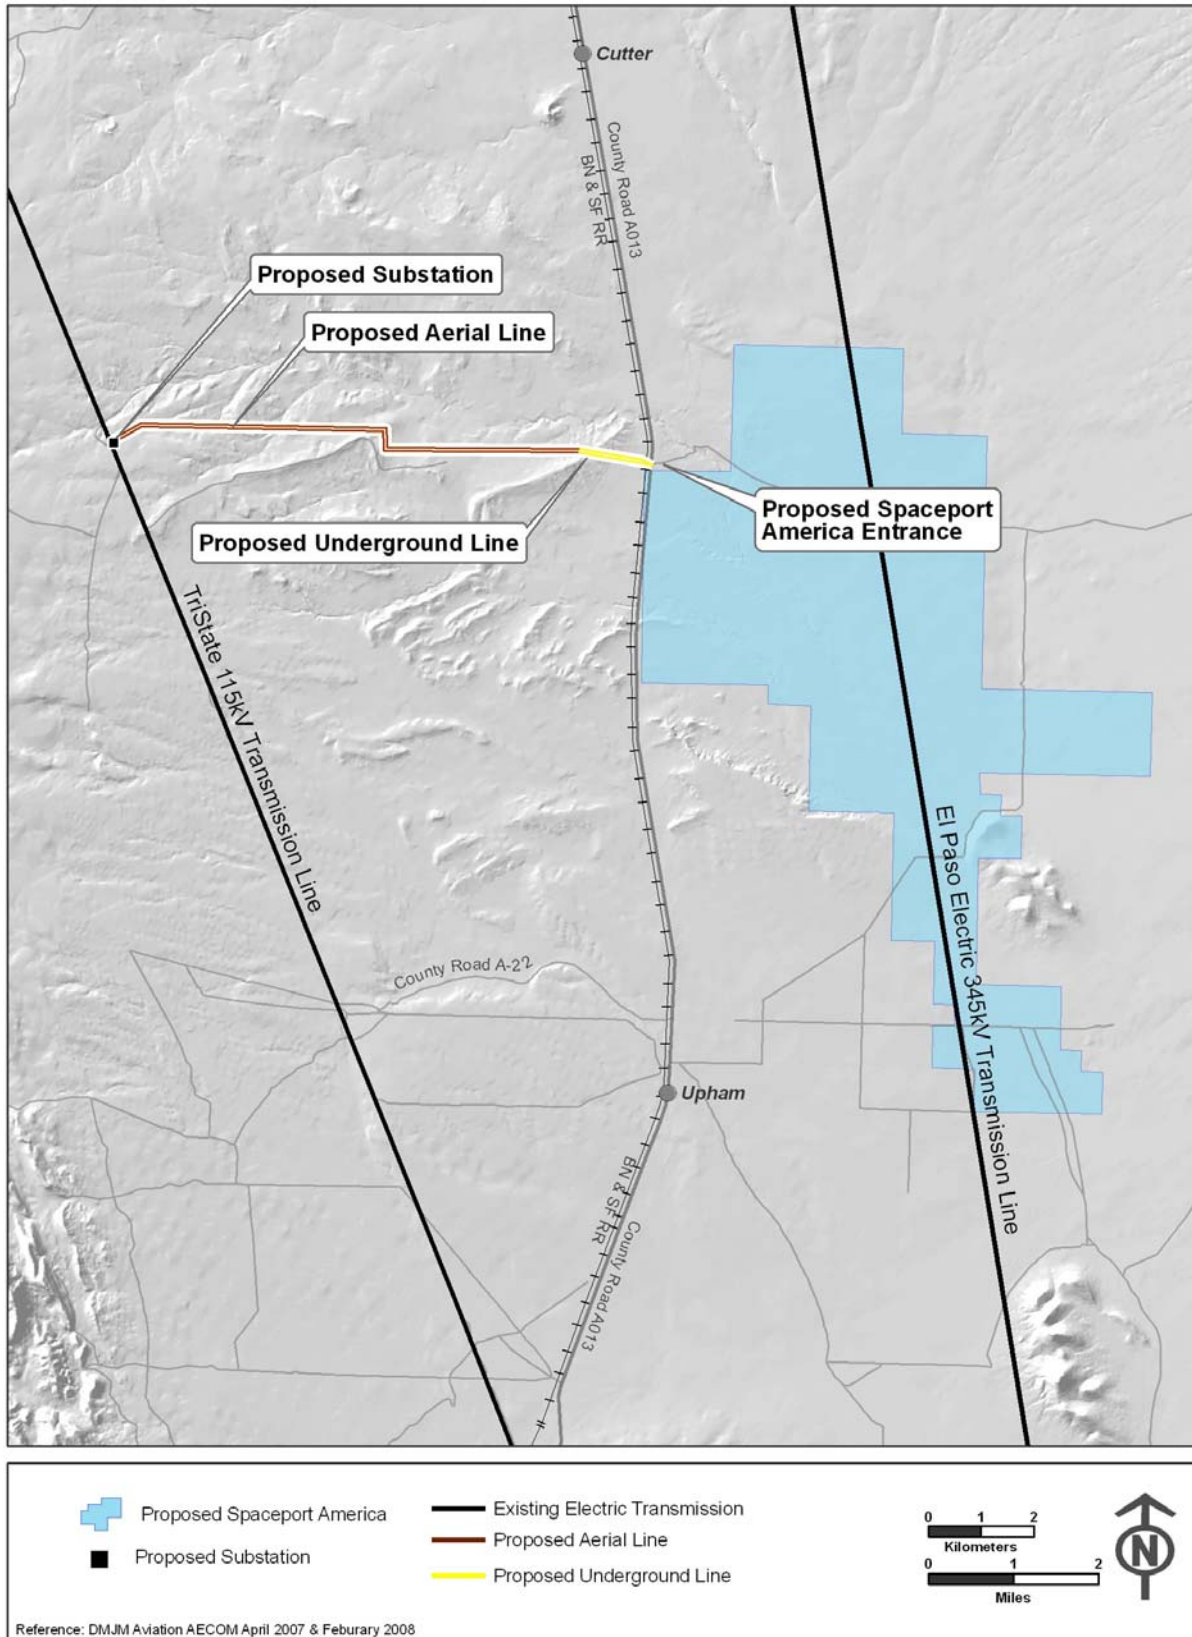 Cutter
County Road A013
BN & SF RR
Proposed Substation
Proposed Aerial Line
Proposed Spaceport
America Entrance
Proposed Underground Line
TriState 115kV Transmission Line
El Paso Electric 345kV Transmission Line
County Road A-22
Upham
BN & SF RR
County Road A013
Proposed Spaceport America
Proposed Substation
Existing Electric Transmission
Proposed Aerial Line
Proposed Underground Line
0 1 2
Kilometers
0 1 2
Miles
N
Reference: DMJM Aviation AECOM April 2007 & Feburary 2008